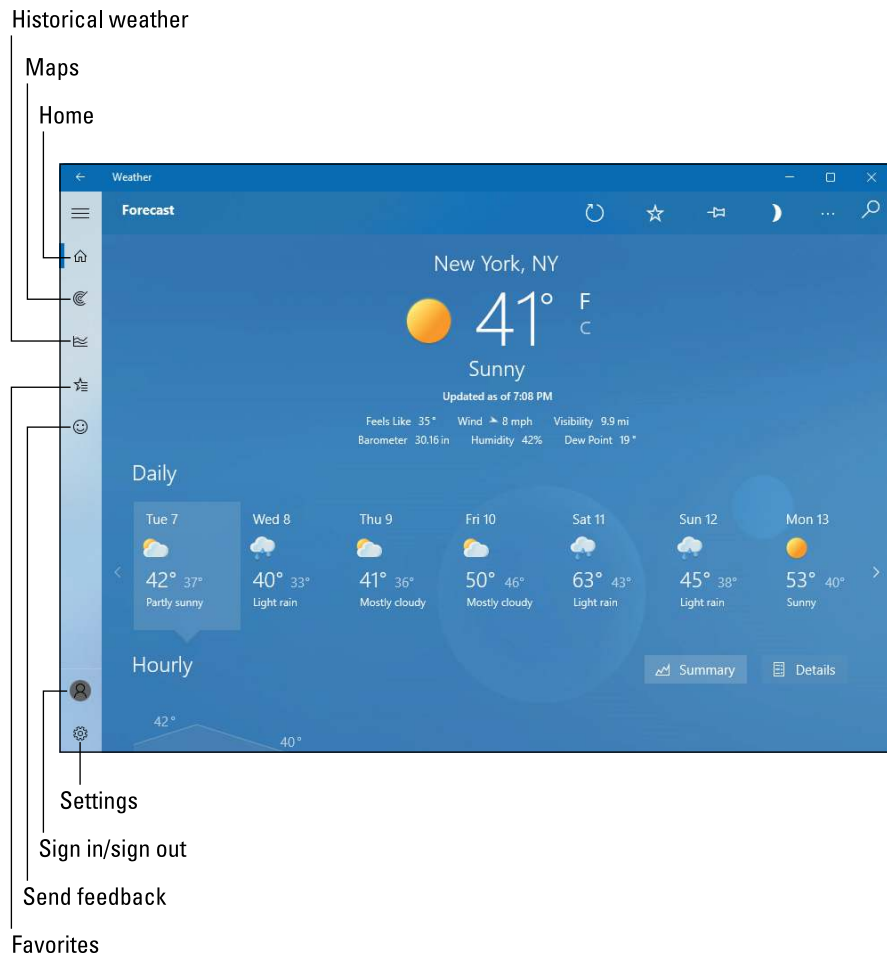 Historical weather
Maps
Home
Weather
Forecast
New York, NY
41° F
C
Sunny
Updated as of 7:08 PM
Feels Like 35° Wind 8 mph Visibility 9.9 mi
Barometer 30.16 in Humidity 42% Dew Point 19°
Daily
Tue 7 Wed 8 Thu 9 Fri 10 Sat 11 Sun 12 Mon 13
42° 37° 40° 33° 41° 36° 50° 46° 63° 43° 45° 38° 53° 40°
Partly sunny Light rain Mostly cloudy Mostly cloudy Light rain Light rain Sunny
Hourly Summary Details
42°
40°
Settings
Sign in/sign out
Send feedback
Favorites